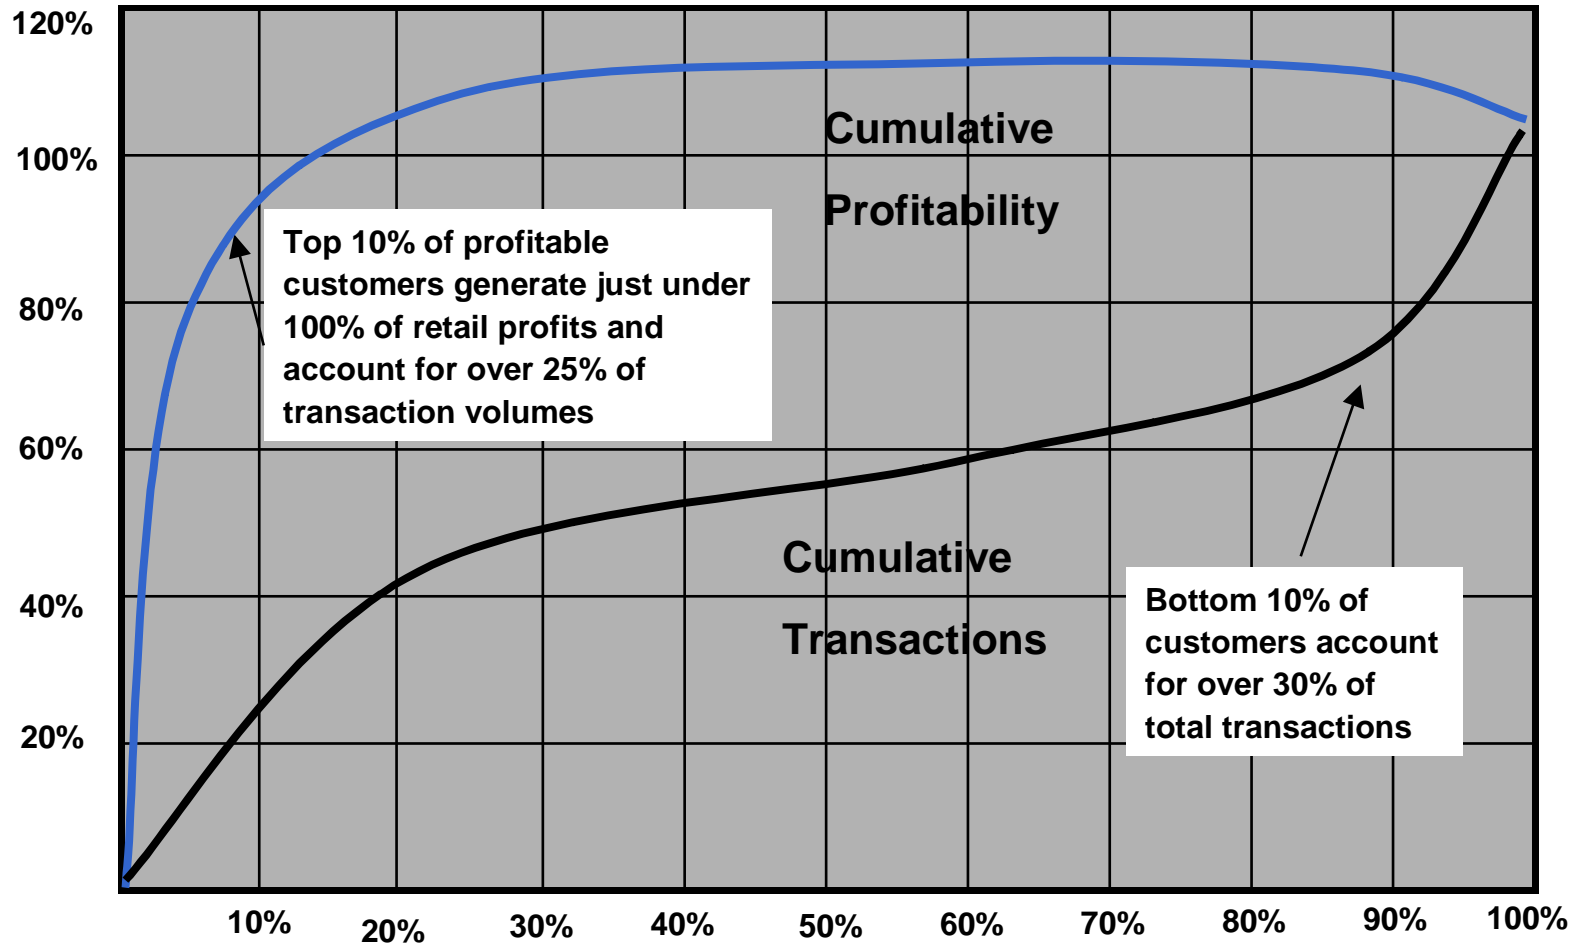 120%
100%
80%
60%
40%
20%
Cumulative
Profitability
Top 10% of profitable
customers generate just under
100% of retail profits and
account for over 25% of
transaction volumes
Cumulative
Transactions
Bottom 10% of
customers account
for over 30% of
total transactions
10% 20% 30% 40% 50% 60% 70% 80% 90% 100%